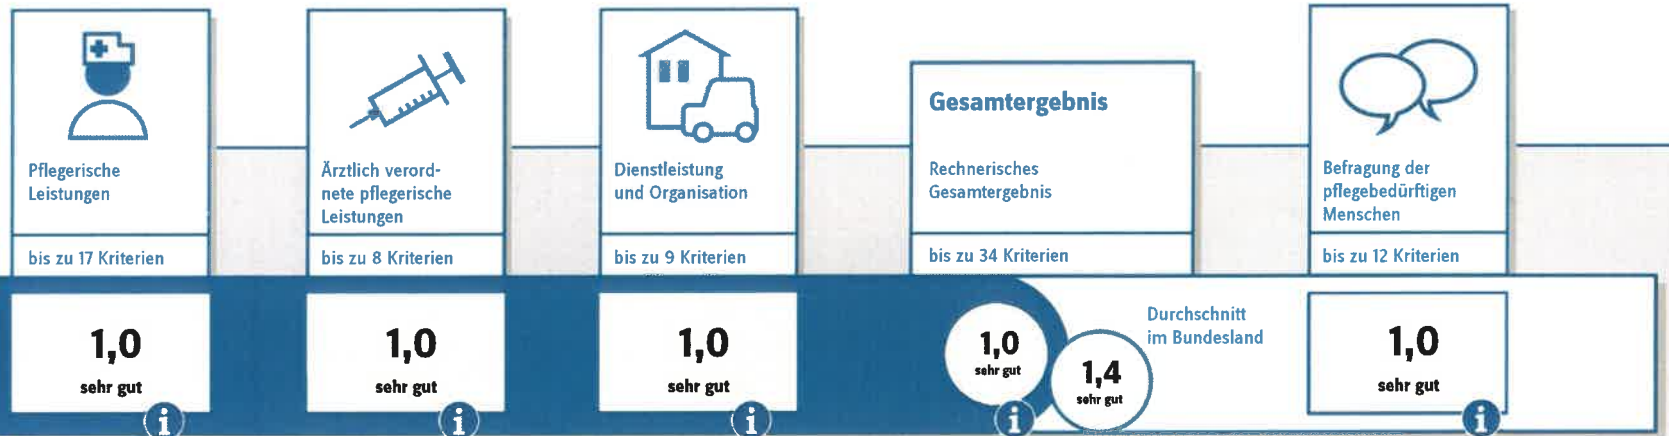 Pflegerische
Leistungen
bis zu 17 Kriterien
1,0
sehr gut
i
Ärztlich verord-
nete pflegerische
Leistungen
bis zu 8 Kriterien
1,0
sehr gut
i
Dienstleistung
und Organisation
bis zu 9 Kriterien
1,0
sehr gut
i
Gesamtergebnis
Rechnerisches
Gesamtergebnis
bis zu 34 Kriterien
1,0
sehr gut
i
1,4
sehr gut
Durchschnitt
im Bundesland
Befragung der
pflegebedürftigen
Menschen
bis zu 12 Kriterien
1,0
sehr gut
i